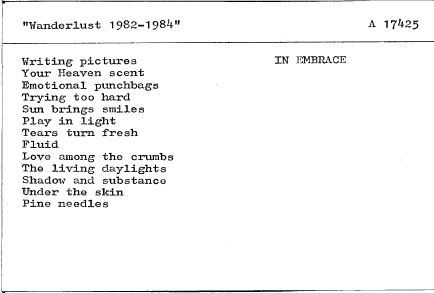 "Wanderlust 1982-1984" A 17425
Writing pictures IN EMBRACE
Your Heaven scent
Emotional punchbags
Trying too hard
Sun brings smiles
Play in light
Tears turn fresh
Fluid
Love among the crumbs
The living daylights
Shadow and substance
Under the skin
Pine needles